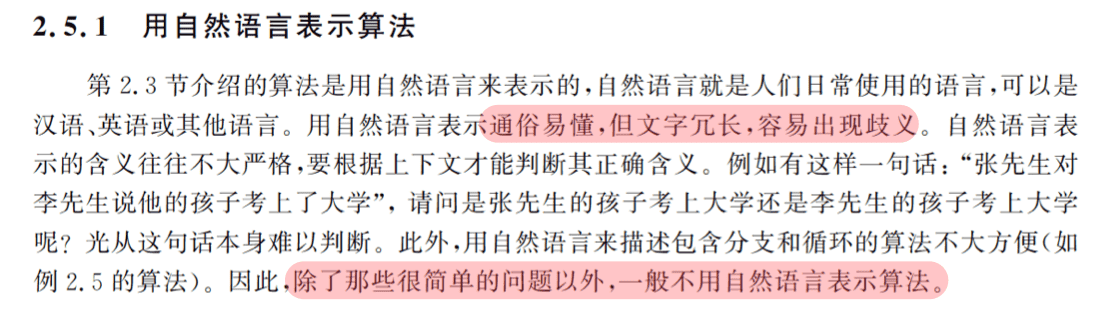 2.5.1 用自然语言表示算法
第 2.3 节介绍的算法是用自然语言来表示的,自然语言就是人们日常使用的语言,可以是
汉语、英语或其他语言。用自然语言表示通俗易懂,但文字冗长,容易出现歧义。自然语言表
示的含义往往不大严格,要根据上下文才能判断其正确含义。例如有这样一句话:“张先生对
李先生说他的孩子考上了大学”, 请问是张先生的孩子考上大学还是李先生的孩子考上大学
呢? 光从这句话本身难以判断。此外,用自然语言来描述包含分支和循环的算法不大方便(如
例 2.5 的算法)。因此,除了那些很简单的问题以外,一般不用自然语言表示算法。